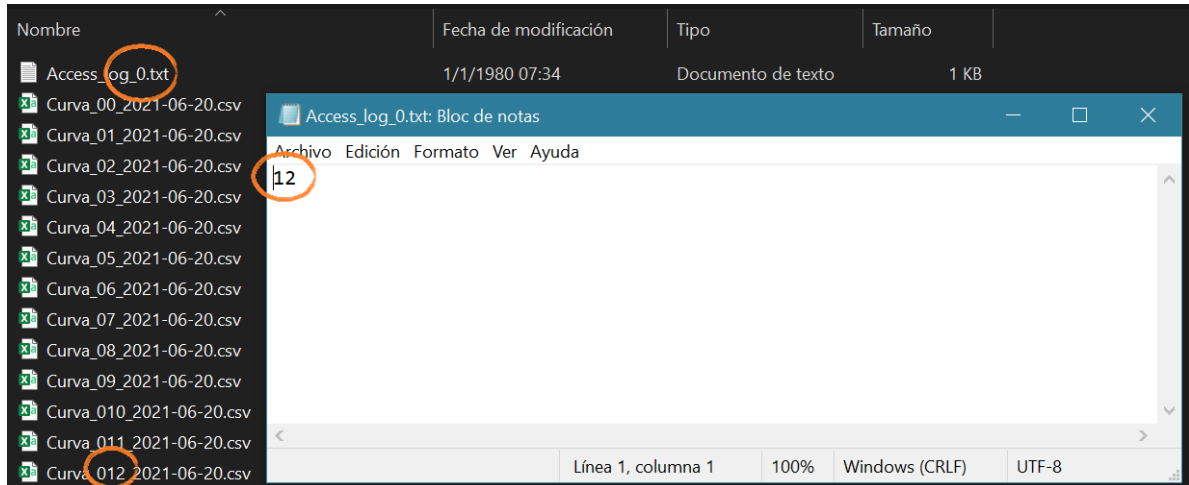 Nombre Fecha de modificación Tipo Tamaño
Access_log_0.txt 1/1/1980 07:34 Documento de texto 1 KB
Curva_00_2021-06-20.csv
Access_log_0.txt: Bloc de notas
Curva_01_2021-06-20.csv
Archivo Edición Formato Ver Ayuda
Curva_02_2021-06-20.csv
12
Curva_03_2021-06-20.csv
Curva_04_2021-06-20.csv
Curva_05_2021-06-20.csv
Curva_06_2021-06-20.csv
Curva_07_2021-06-20.csv
Curva_08_2021-06-20.csv
Curva_09_2021-06-20.csv
Curva_010_2021-06-20.csv
Curva_011_2021-06-20.csv
Curva_012_2021-06-20.csv
Línea 1, columna 1 100% Windows (CRLF) UTF-8